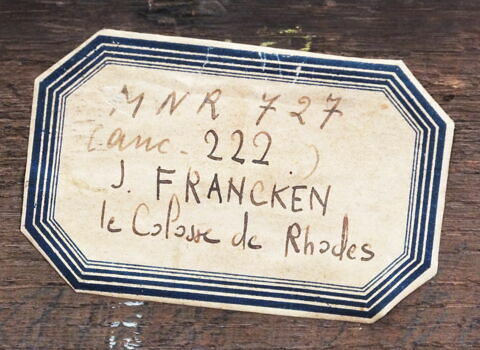 MNR 727
(anc. 222)
J. FRANCKEN
le Colosse de Rhodes